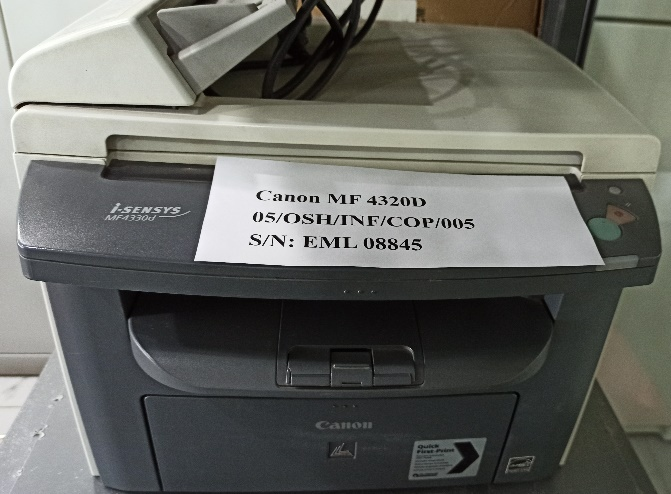 i-SENSYS
MF4330d
Canon MF 4320D
05/OSH/INF/COP/005
S/N: EML 08845
Canon
Quick
First-Print